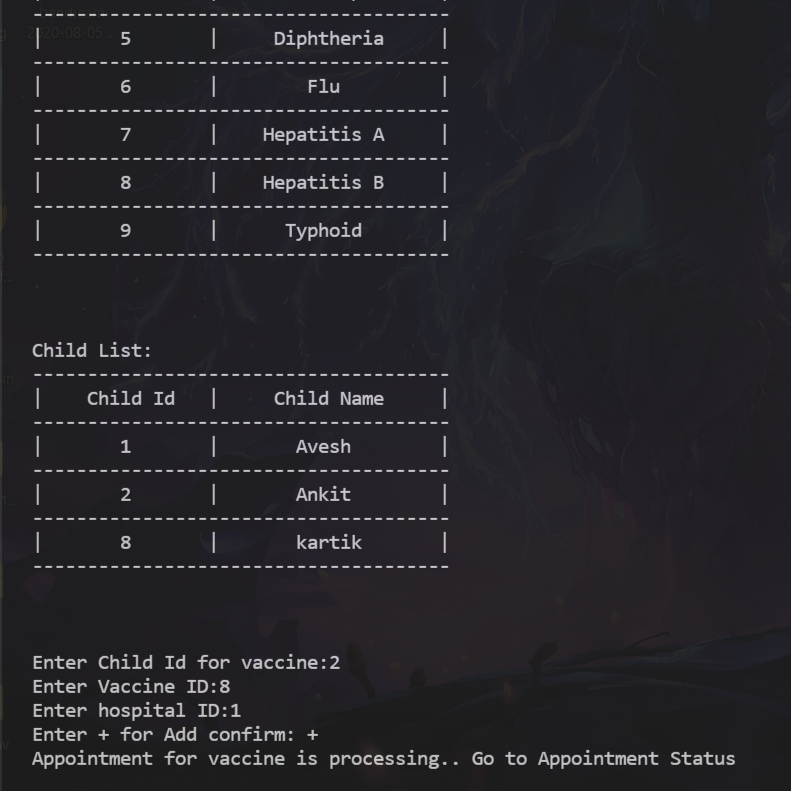 -------------------------------------
| 5 | Diphtheria |
-------------------------------------
| 6 | Flu |
-------------------------------------
| 7 | Hepatitis A |
-------------------------------------
| 8 | Hepatitis B |
-------------------------------------
| 9 | Typhoid |
-------------------------------------
Child List:
-------------------------------------
| Child Id | Child Name |
-------------------------------------
| 1 | Avesh |
-------------------------------------
| 2 | Ankit |
-------------------------------------
| 8 | kartik |
-------------------------------------
Enter Child Id for vaccine:2
Enter Vaccine ID:8
Enter hospital ID:1
Enter + for Add confirm: +
Appointment for vaccine is processing.. Go to Appointment Status